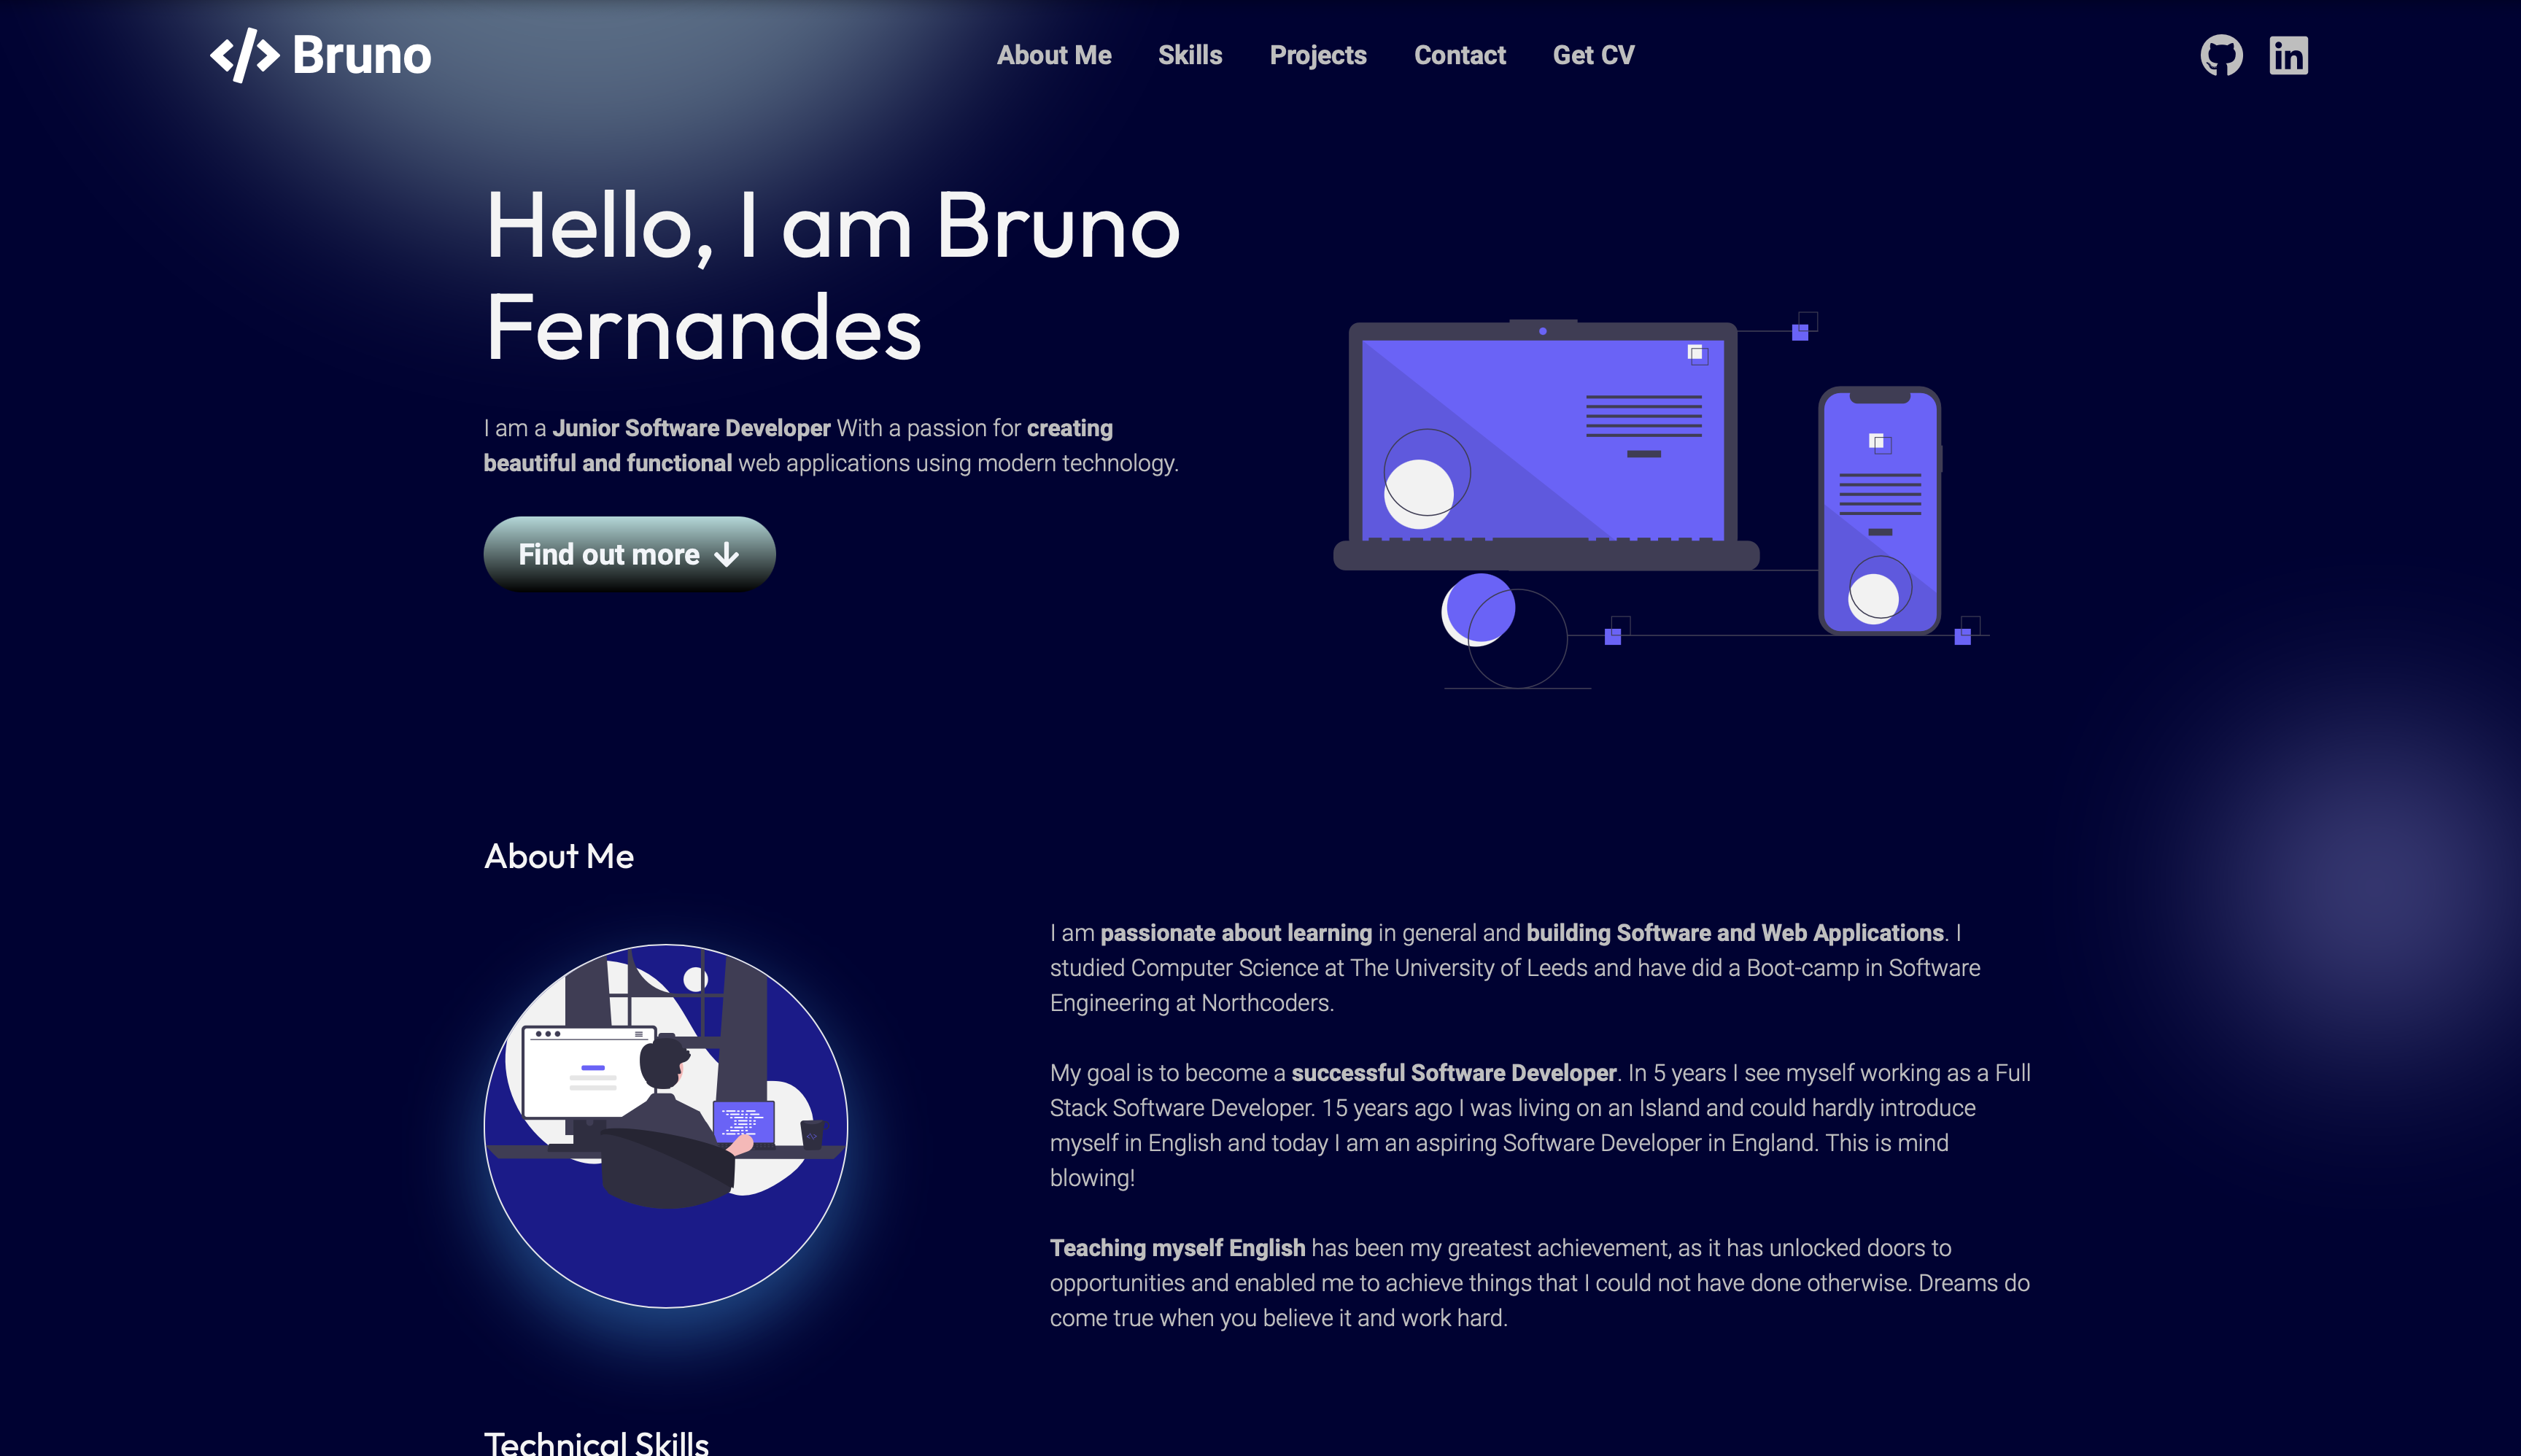 </> Bruno
About Me Skills Projects Contact Get CV
in
Hello, I am Bruno
Fernandes
I am a Junior Software Developer With a passion for creating
beautiful and functional web applications using modern technology.
Find out more
About Me
I am passionate about learning in general and building Software and Web Applications. I
studied Computer Science at The University of Leeds and have did a Boot-camp in Software
Engineering at Northcoders.
My goal is to become a successful Software Developer. In 5 years I see myself working as a Full
Stack Software Developer. 15 years ago I was living on an Island and could hardly introduce
myself in English and today I am an aspiring Software Developer in England. This is mind
blowing!
Teaching myself English has been my greatest achievement, as it has unlocked doors to
opportunities and enabled me to achieve things that I could not have done otherwise. Dreams do
come true when you believe it and work hard.
Technical Skills